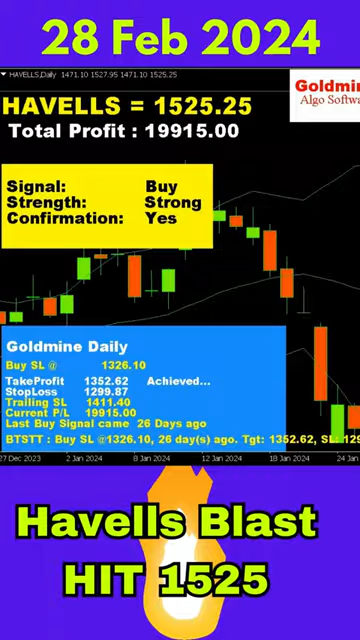 28 Feb 2024
HAVELLS,Daily 1471.10 1527.95 1471.10 1525.25
HAVELLS = 1525.25
Goldmin
Algo Softwa
Total Profit : 19915.00
Signal: Buy
Strength: Strong
Confirmation: Yes
Goldmine Daily
Buy SL @ 1326.10
TakeProfit 1352.62 Achieved...
StopLoss 1299.87
Trailing SL 1411.40
Current P/L 19915.00
Last Buy Signal came 26 Days ago
BTSTT : Buy SL @1326.10, 26 day(s) ago. Tgt: 1352.62, SL: 129
27 Dec 2023 2 Jan 2024 8 Jan 2024 12 Jan 2024 18 Jan 2024 24 Jan
Havells Blast
HIT 1525